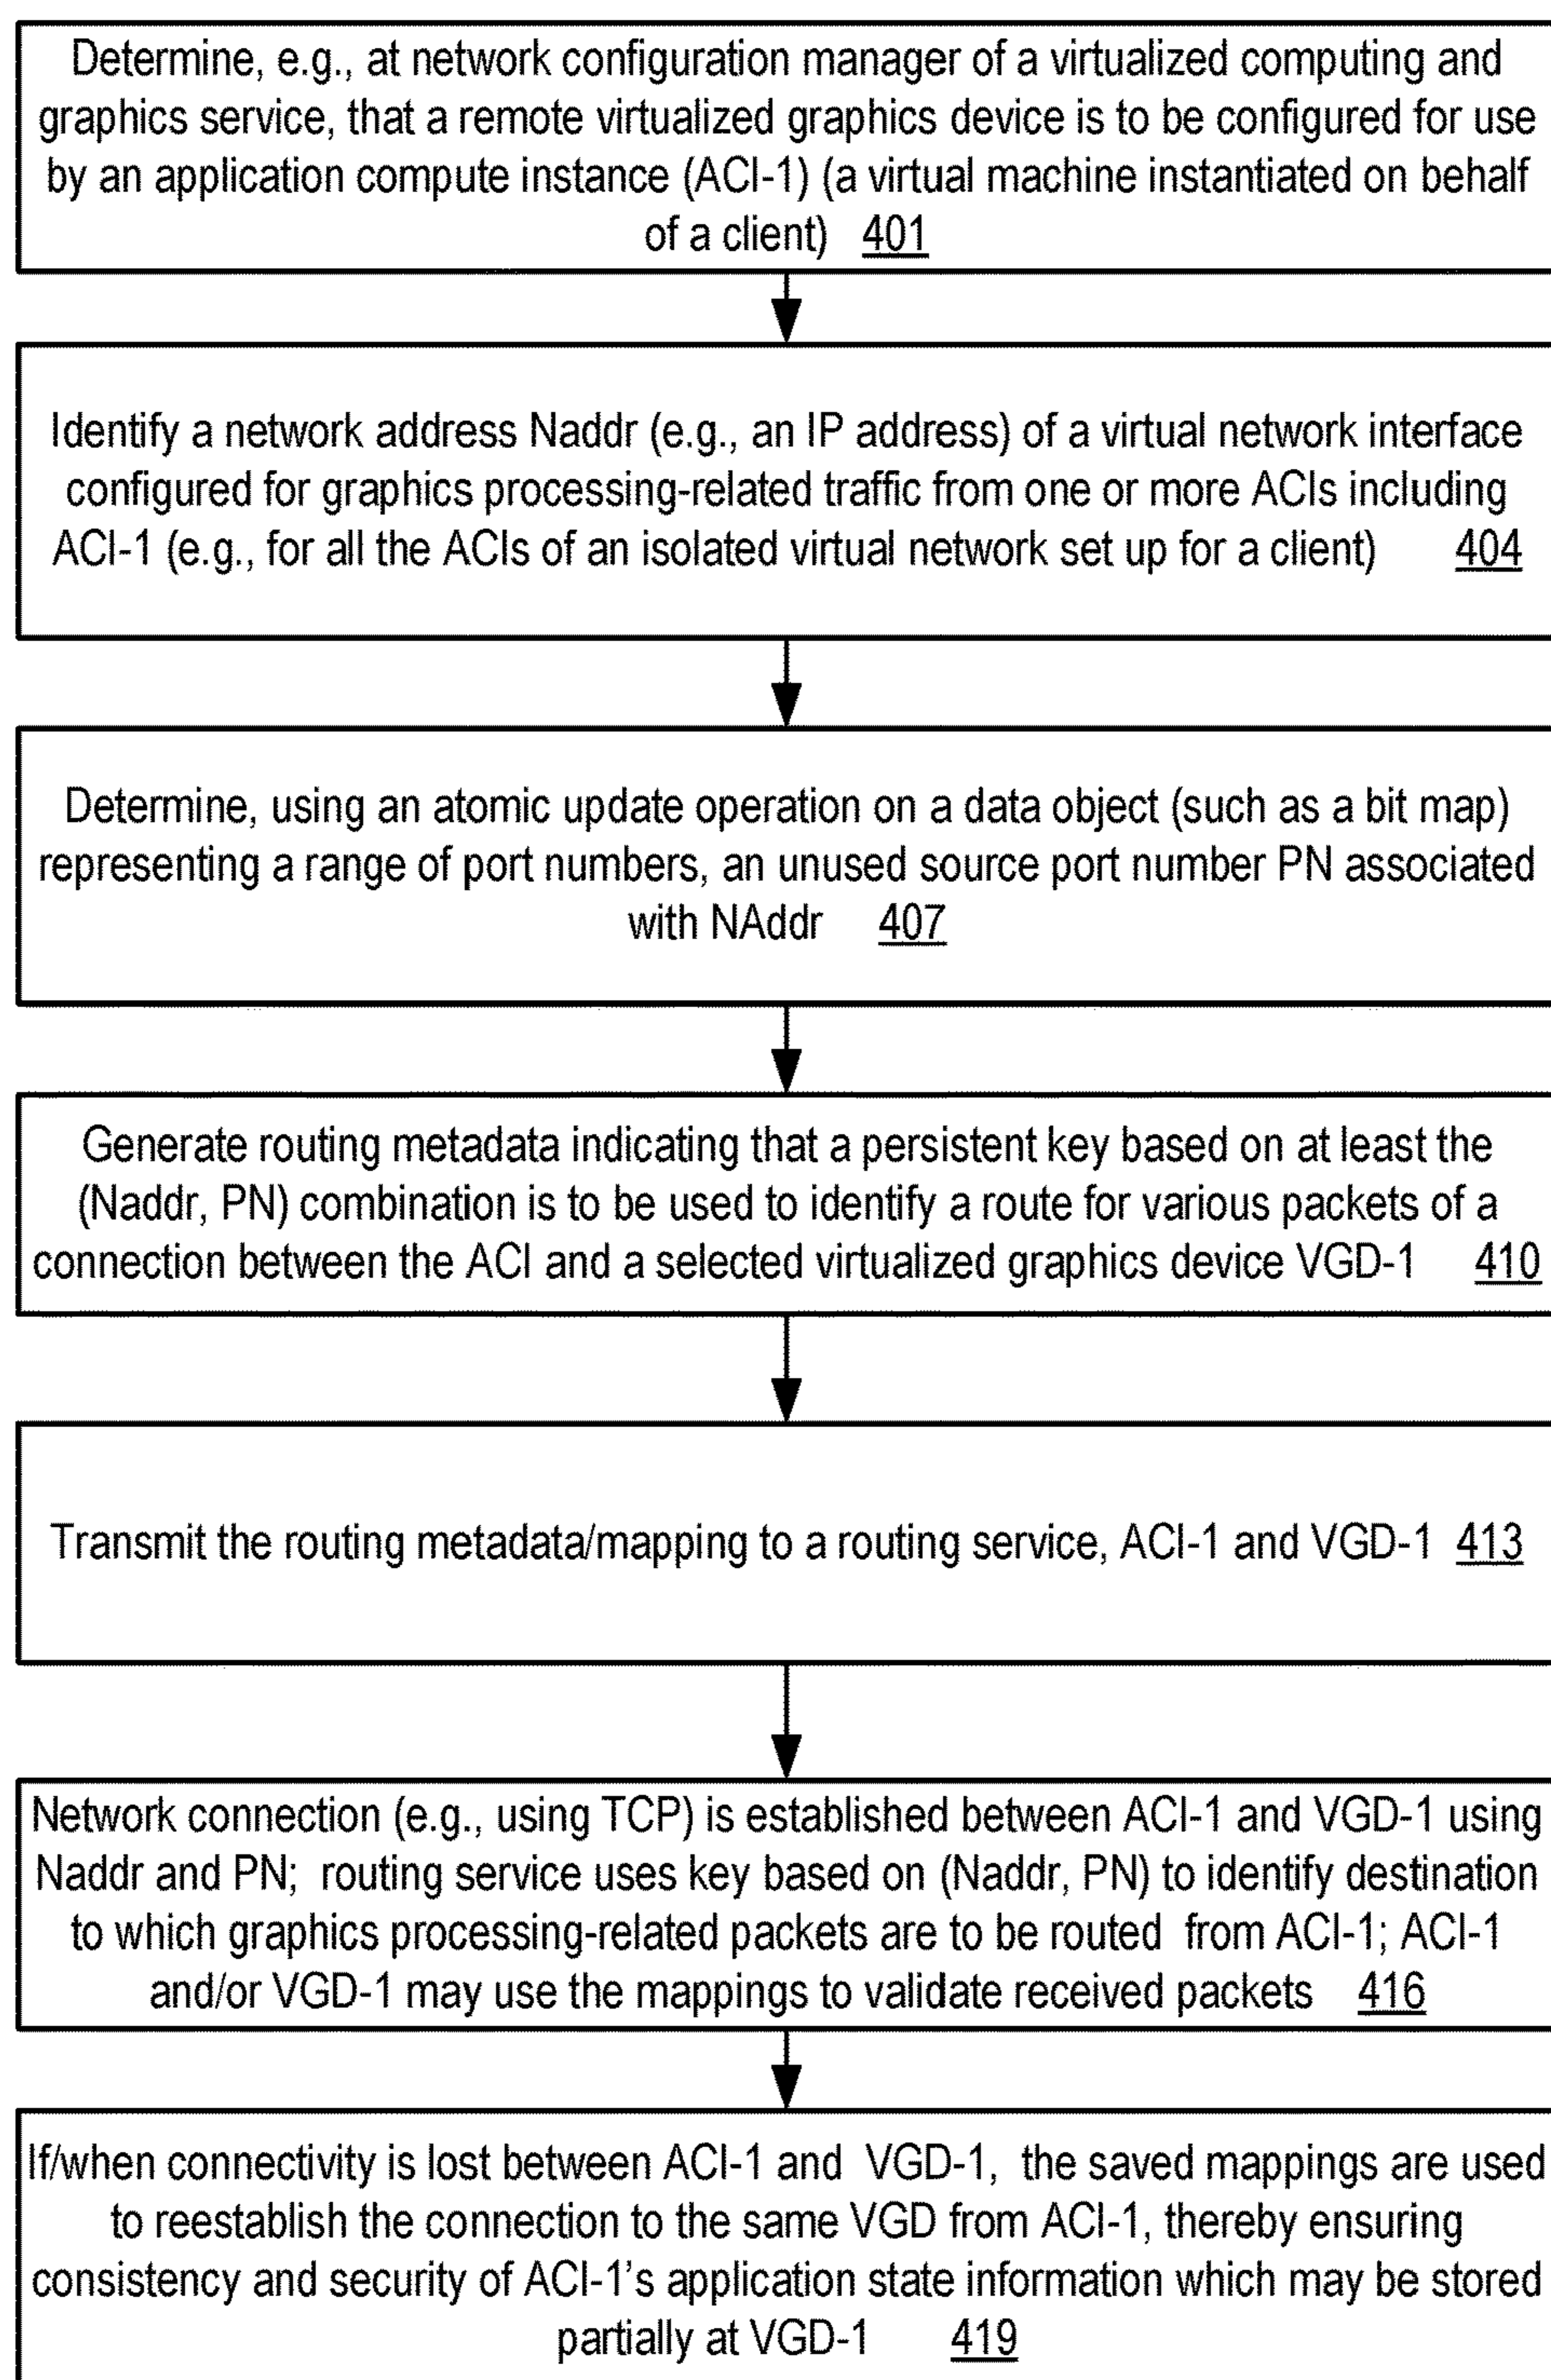 Determine, e.g., at network configuration manager of a virtualized computing and
graphics service, that a remote virtualized graphics device is to be configured for use
by an application compute instance (ACI-1) (a virtual machine instantiated on behalf
of a client) 401
Identify a network address Naddr (e.g., an IP address) of a virtual network interface
configured for graphics processing-related traffic from one or more ACIs including
ACI-1 (e.g., for all the ACIs of an isolated virtual network set up for a client) 404
Determine, using an atomic update operation on a data object (such as a bit map)
representing a range of port numbers, an unused source port number PN associated
with NAddr 407
Generate routing metadata indicating that a persistent key based on at least the
(Naddr, PN) combination is to be used to identify a route for various packets of a
connection between the ACI and a selected virtualized graphics device VGD-1 410
Transmit the routing metadata/mapping to a routing service, ACI-1 and VGD-1 413
Network connection (e.g., using TCP) is established between ACI-1 and VGD-1 using
Naddr and PN; routing service uses key based on (Naddr, PN) to identify destination
to which graphics processing-related packets are to be routed from ACI-1; ACI-1
and/or VGD-1 may use the mappings to validate received packets 416
If/when connectivity is lost between ACI-1 and VGD-1, the saved mappings are used
to reestablish the connection to the same VGD from ACI-1, thereby ensuring
consistency and security of ACI-1's application state information which may be stored
partially at VGD-1 419